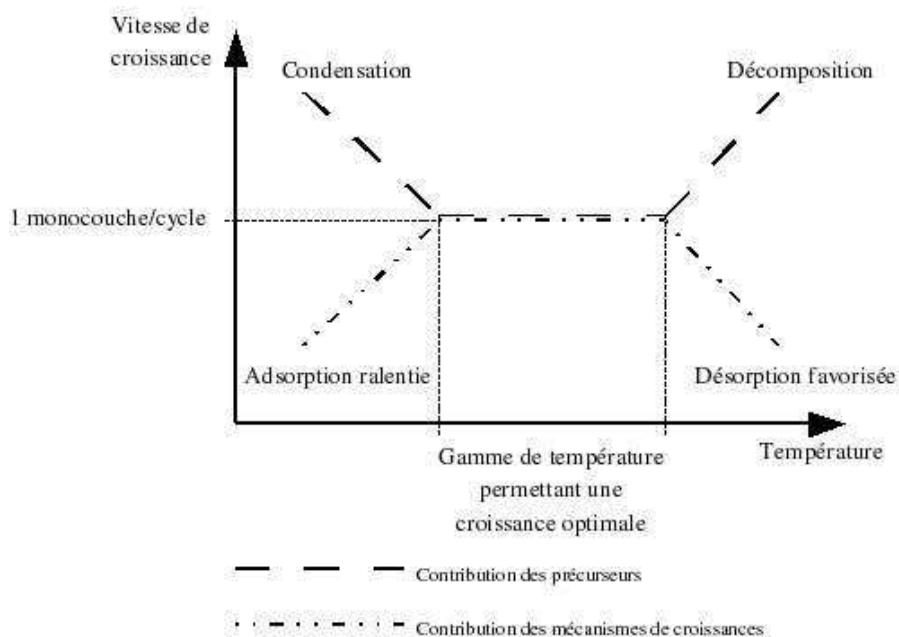 Vitesse de
croissance
Condensation
Décomposition
1 monocouche/cycle
Adsorption ralentie
Désorption favorisée
Température
Gamme de température
permettant une
croissance optimale
Contribution des précurseurs
Contribution des mécanismes de croissances